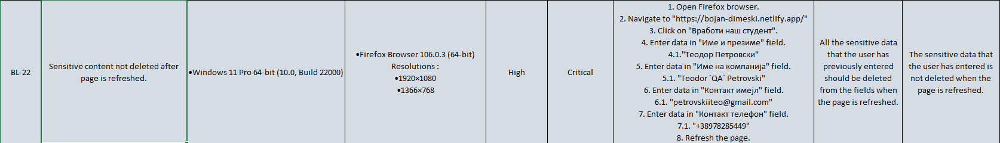 BL-22
Sensitive content not deleted after
page is refreshed.
•Windows 11 Pro 64-bit (10.0, Build 22000)
•Firefox Browser 106.0.3 (64-bit)
Resolutions :
•1920×1080
•1366×768
High
Critical
1. Open Firefox browser.
2. Navigate to "https://bojan-dimeski.netlify.app/"
3. Click on "Вработи наш студент".
4. Enter data in "Име и презиме" field.
4.1."Теодор Петровски"
5. Enter data in "Име на компанија" field.
5.1. "Teodor `QA` Petrovski"
6. Enter data in "Контакт имејл" field.
6.1. "petrovskiiteo@gmail.com"
7. Enter data in "Контакт телефон" field.
7.1. "+38978285449"
8. Refresh the page.
All the sensitive data
that the user has
previously entered
should be deleted
from the fields when
the page is refreshed.
The sensitive data that
the user has entered is
not deleted when the
page is refreshed.